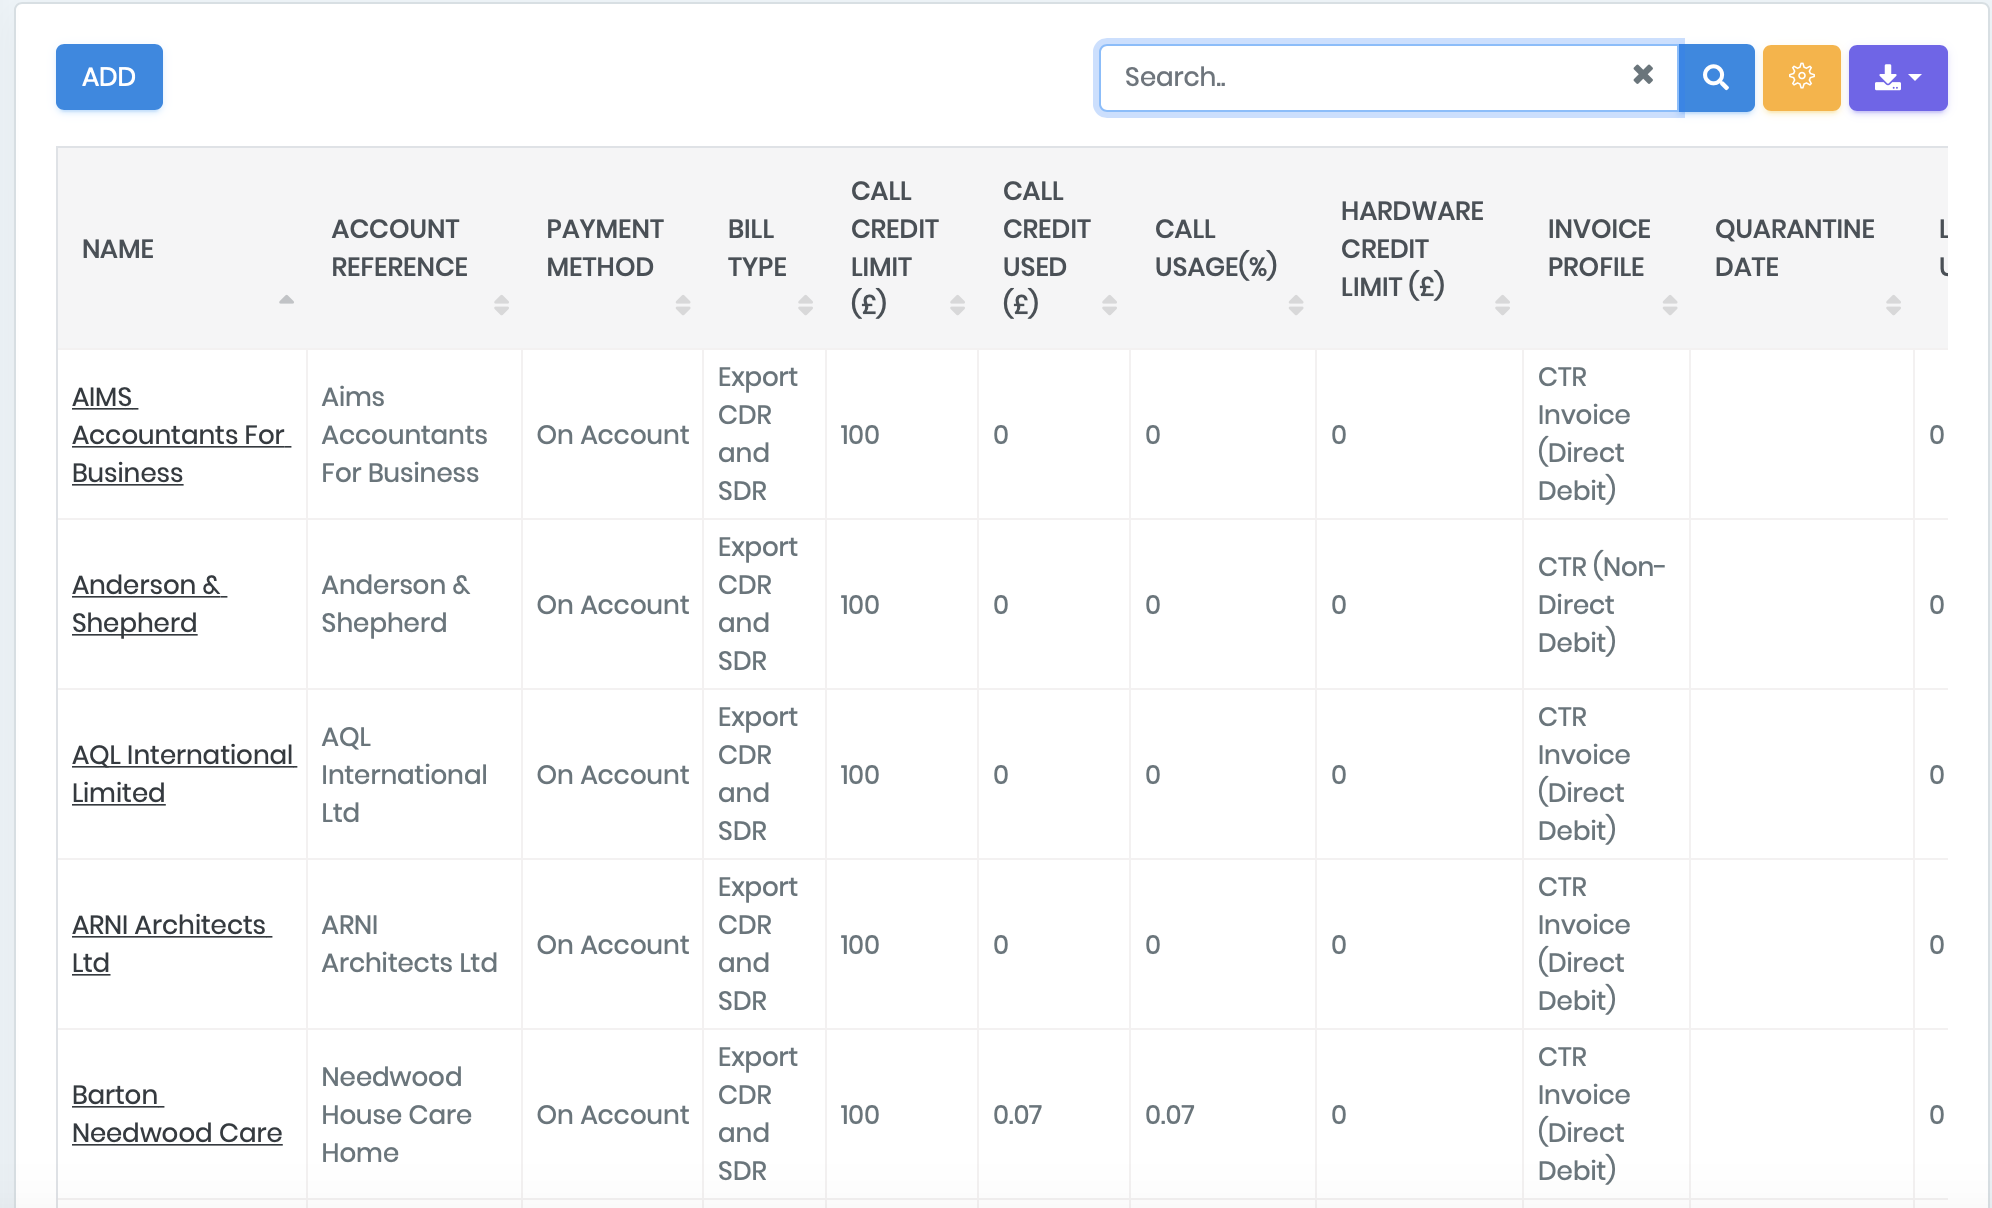 ADD
Search..
NAME
ACCOUNT
REFERENCE
PAYMENT
METHOD
BILL
TYPE
CALL
CREDIT
LIMIT
(£)
CALL
CREDIT
USED
(£)
CALL
USAGE(%)
HARDWARE
CREDIT
LIMIT (£)
INVOICE
PROFILE
QUARANTINE
DATE
AIMS
Accountants For
Business
Aims
Accountants
For Business
On Account
Export
CDR
and
SDR
100
0
0
0
CTR
Invoice
(Direct
Debit)
0
Anderson &
Shepherd
Anderson &
Shepherd
On Account
Export
CDR
and
SDR
100
0
0
0
CTR (Non-
Direct
Debit)
0
AQL International
Limited
AQL
International
Ltd
On Account
Export
CDR
and
SDR
100
0
0
0
CTR
Invoice
(Direct
Debit)
0
ARNI Architects
Ltd
ARNI
Architects Ltd
On Account
Export
CDR
and
SDR
100
0
0
0
CTR
Invoice
(Direct
Debit)
0
Barton
Needwood Care
Needwood
House Care
Home
On Account
Export
CDR
and
SDR
100
0.07
0.07
0
CTR
Invoice
(Direct
Debit)
0